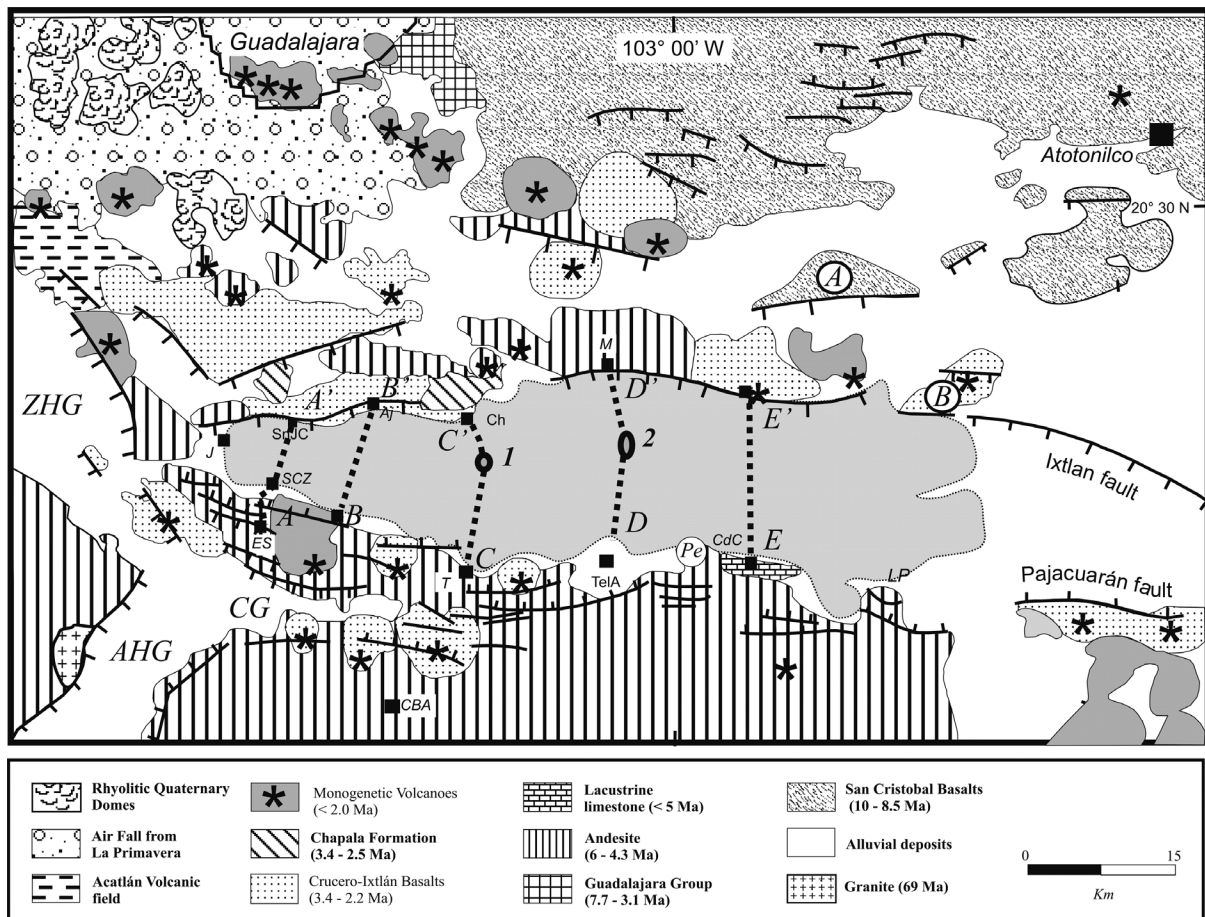 Guadalajara
103° 00' W
Atotonilco
20° 30 N
A
M
ZHG
A'
B'
D'
E'
B
Aj
SnJC
C'
Ch
J
1
2
Ixtlan fault
SCZ
A
B
D
ES
C
T
TelA
Pe
CdC
E
LP
Pajacuarán fault
CG
AHG
CBA
Rhyolitic Quaternary
Domes
Air Fall from
La Primavera
Acatlán Volcanic
field
Monogenetic Volcanoes
(< 2.0 Ma)
Chapala Formation
(3.4 - 2.5 Ma)
Crucero-Ixtlán Basalts
(3.4 - 2.2 Ma)
Lacustrine
limestone (< 5 Ma)
Andesite
(6 - 4.3 Ma)
Guadalajara Group
(7.7 - 3.1 Ma)
San Cristobal Basalts
(10 - 8.5 Ma)
Alluvial deposits
Granite (69 Ma)
0 15
Km